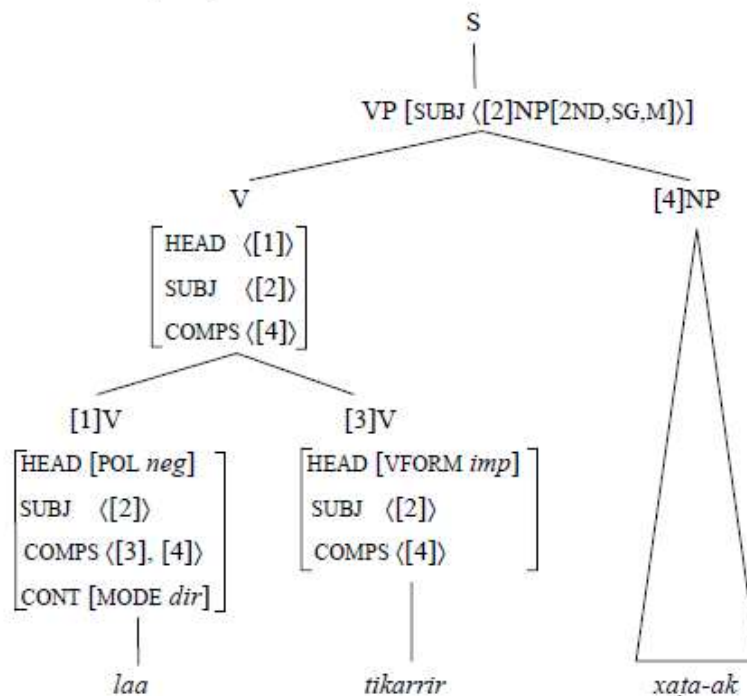 S
VP [SUBJ ⟨[2]NP[2ND,SG,M]⟩]
V [4]NP
HEAD ⟨[1]⟩
SUBJ ⟨[2]⟩
COMPS ⟨[4]⟩
[1]V [3]V
HEAD [POL neg] HEAD [VFORM imp]
SUBJ ⟨[2]⟩ SUBJ ⟨[2]⟩
COMPS ⟨[3], [4]⟩ COMPS ⟨[4]⟩
CONT [MODE dir]
laa tikarrir xata-ak